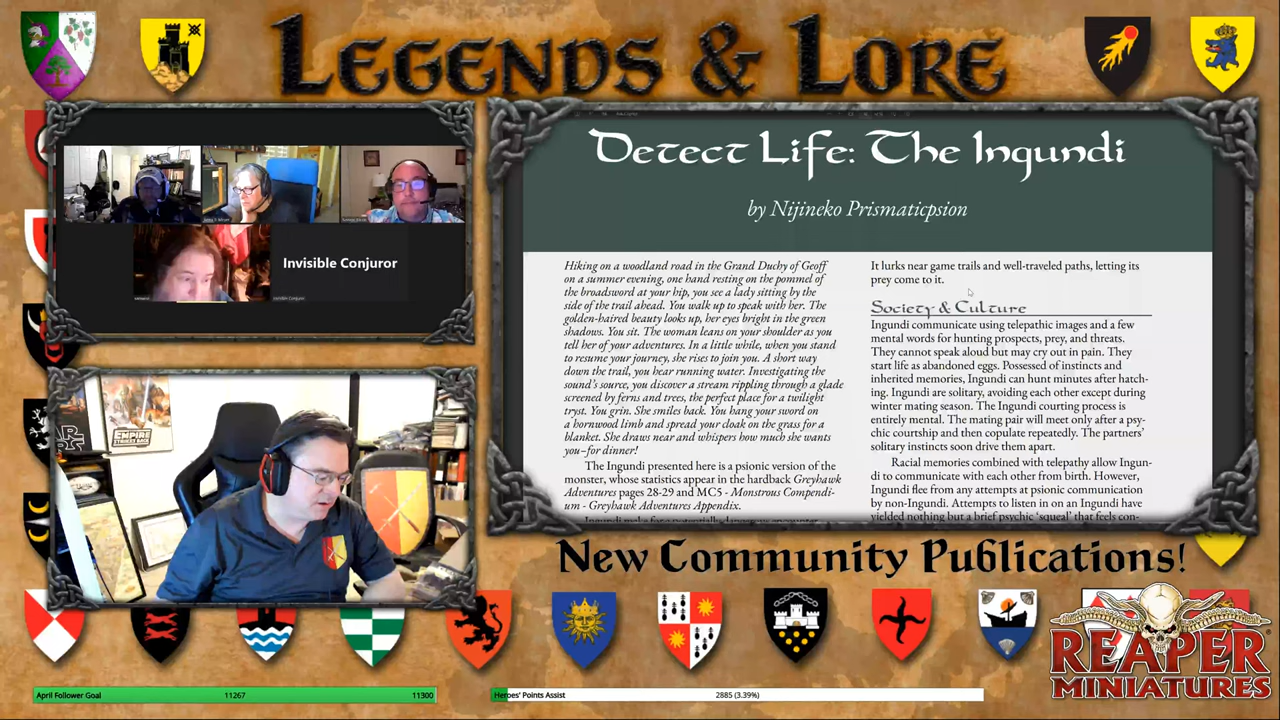 LEGENDS & LORE
Invisible Conjuror
Invisible Conjuror
EMPIRE
STRIKES
Detect Life: The Ingundi
by Nijineko Prismaticpsion
Hiking on a woodland road in the Grand Duchy of Geoff
on a summer evening, one hand resting on the pommel of
the broadsword at your hip, you see a lady sitting by the
side of the trail ahead. You walk up to speak with her. The
golden-haired beauty looks up, her eyes bright in the green
shadows. You sit. The woman leans on your shoulder as you
tell her of your adventures. In a little while, when you stand
to resume your journey, she rises to join you. A short way
down the trail, you hear running water. Investigating the
sound's source, you discover a stream rippling through a glade
screened by ferns and trees, the perfect place for a twilight
tryst. You grin. She smiles back. You hang your sword on
a hornwood limb and spread your cloak on the grass for a
blanket. She draws near and whispers how much she wants
you–for dinner!
The Ingundi presented here is a psionic version of the
monster, whose statistics appear in the hardback Greyhawk
Adventures pages 28-29 and MC5 - Monstrous Compendi-
um - Greyhawk Adventures Appendix.
It lurks near game trails and well-traveled paths, letting its
prey come to it.
Society & Culture
Ingundi communicate using telepathic images and a few
mental words for hunting prospects, prey, and threats.
They cannot speak aloud but may cry out in pain. They
start life as abandoned eggs. Possessed of instincts and
inherited memories, Ingundi can hunt minutes after hatch-
ing. Ingundi are solitary, avoiding each other except during
winter mating season. The Ingundi courting process is
entirely mental. The mating pair will meet only after a psy-
chic courtship and then copulate repeatedly. The partners'
solitary instincts soon drive them apart.
Racial memories combined with telepathy allow Ingun-
di to communicate with each other from birth. However,
Ingundi flee from any attempts at psionic communication
by non-Ingundi. Attempts to listen in on an Ingundi have
yielded nothing but a brief psychic 'squeal' that feels con-
New Community Publications!
REAPER
MINIATURES
April Follower Goal 11267 11300
Heroes' Points Assist 2885 (3.39%)